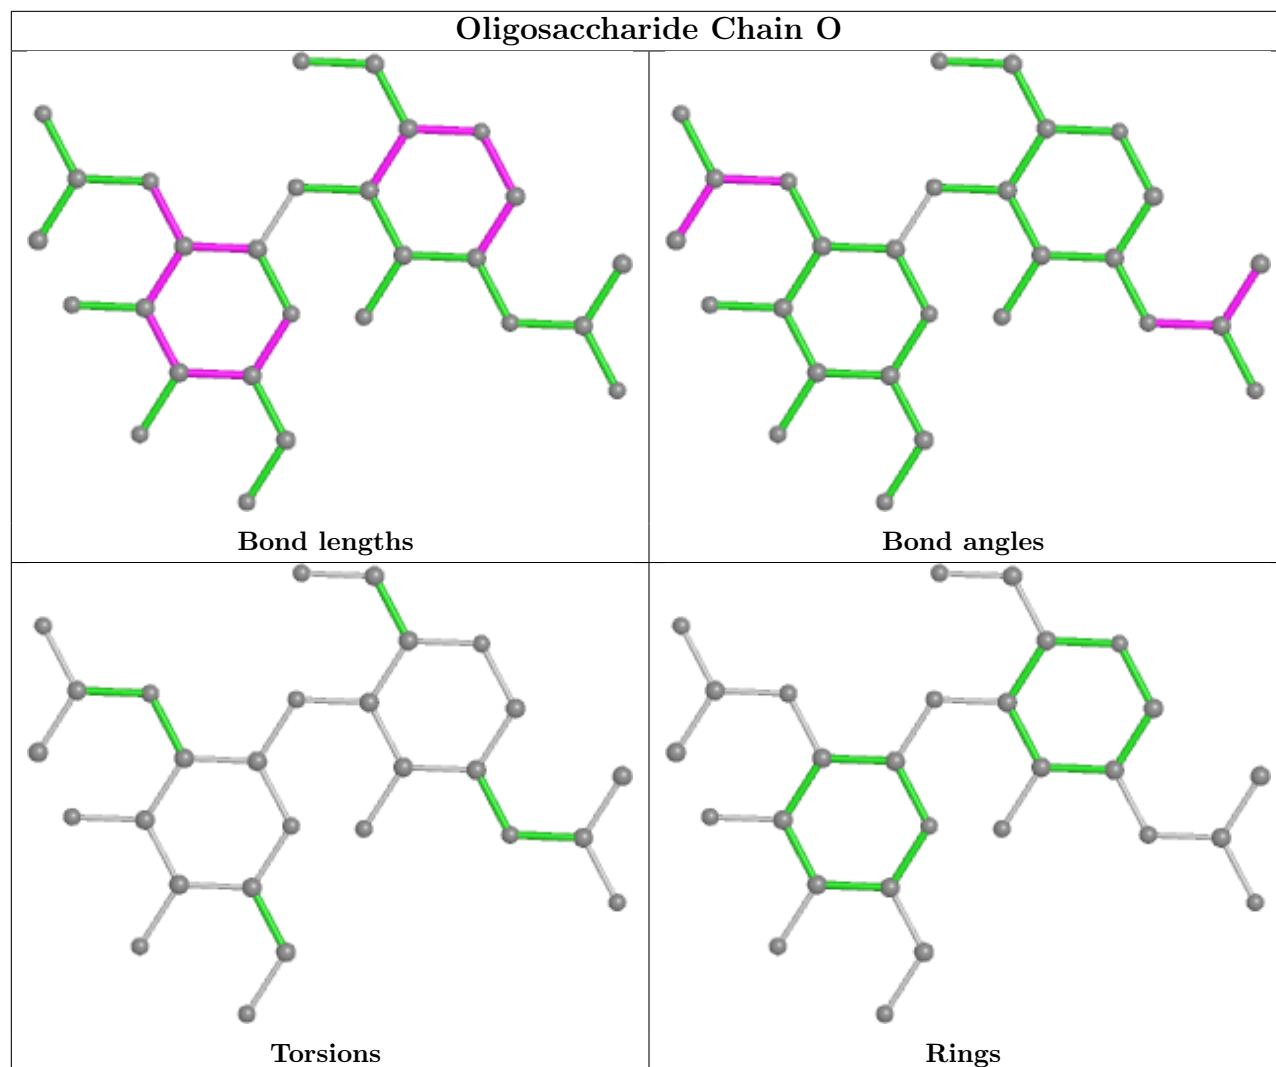 Oligosaccharide Chain O
Bond lengths
Bond angles
Torsions
Rings